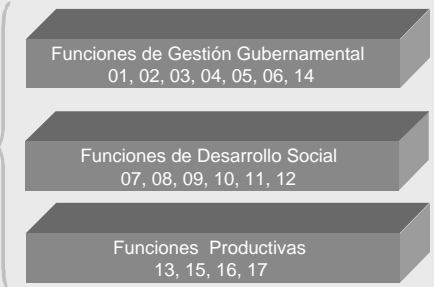 Funciones de Gestión Gubernamental
01, 02, 03, 04, 05, 06, 14
Funciones de Desarrollo Social
07, 08, 09, 10, 11, 12
Funciones Productivas
13, 15, 16, 17